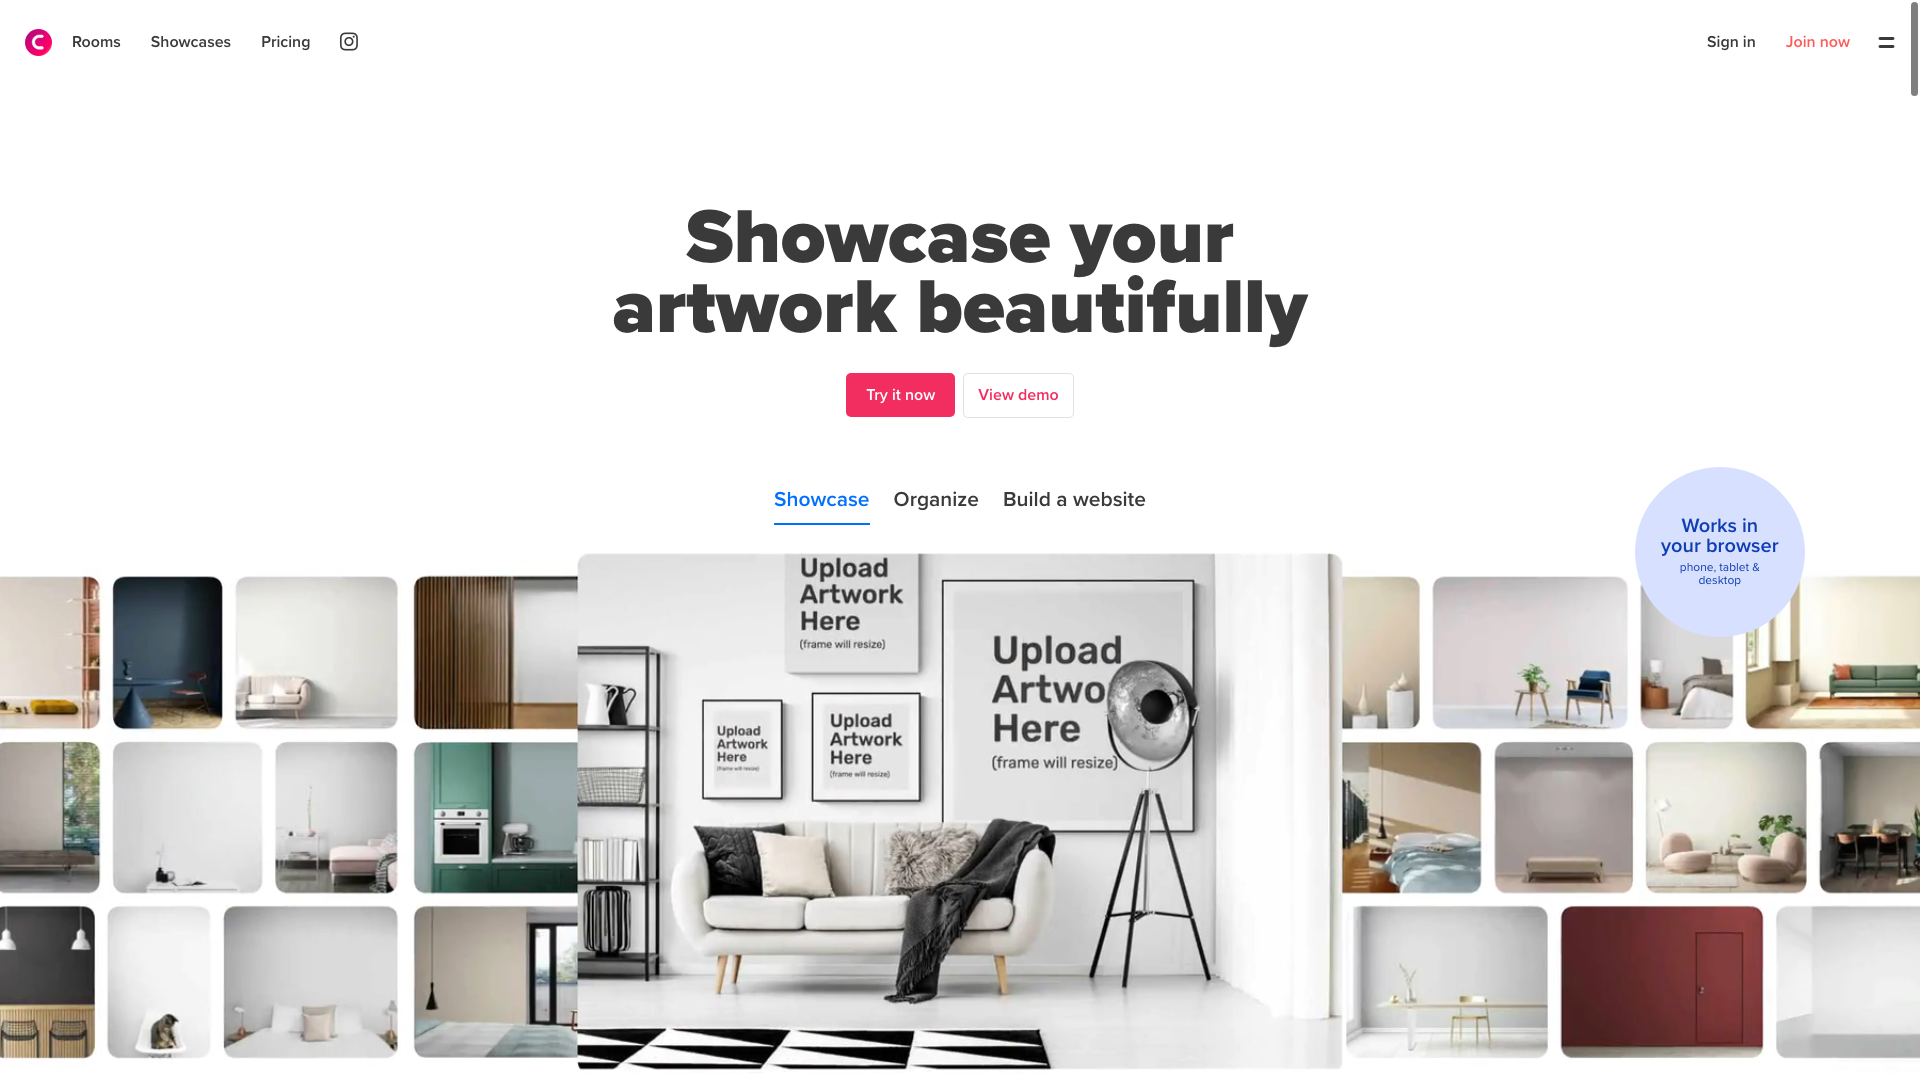 Rooms
Showcases
Pricing
Sign in
Join now
Showcase your
artwork beautifully
Try it now
View demo
Showcase
Organize
Build a website
Works in
your browser
phone, tablet &
desktop
Upload
Artwork
Here
(frame will resize)
Upload
Artwo
Here
(frame will resize)
Upload
Artwork
Here
(frame will resize)
Upload
Artwork
Here
(frame will resize)